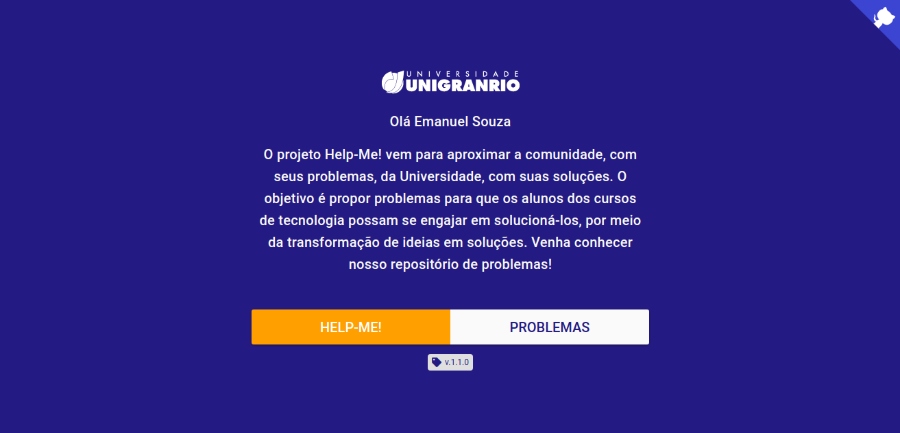 UNIVERSIDADE
UNIGRANRIO
Olá Emanuel Souza
O projeto Help-Me! vem para aproximar a comunidade, com
seus problemas, da Universidade, com suas soluções. O
objetivo é propor problemas para que os alunos dos cursos
de tecnologia possam se engajar em solucioná-los, por meio
da transformação de ideias em soluções. Venha conhecer
nosso repositório de problemas!
HELP-ME! PROBLEMAS
v.1.1.0